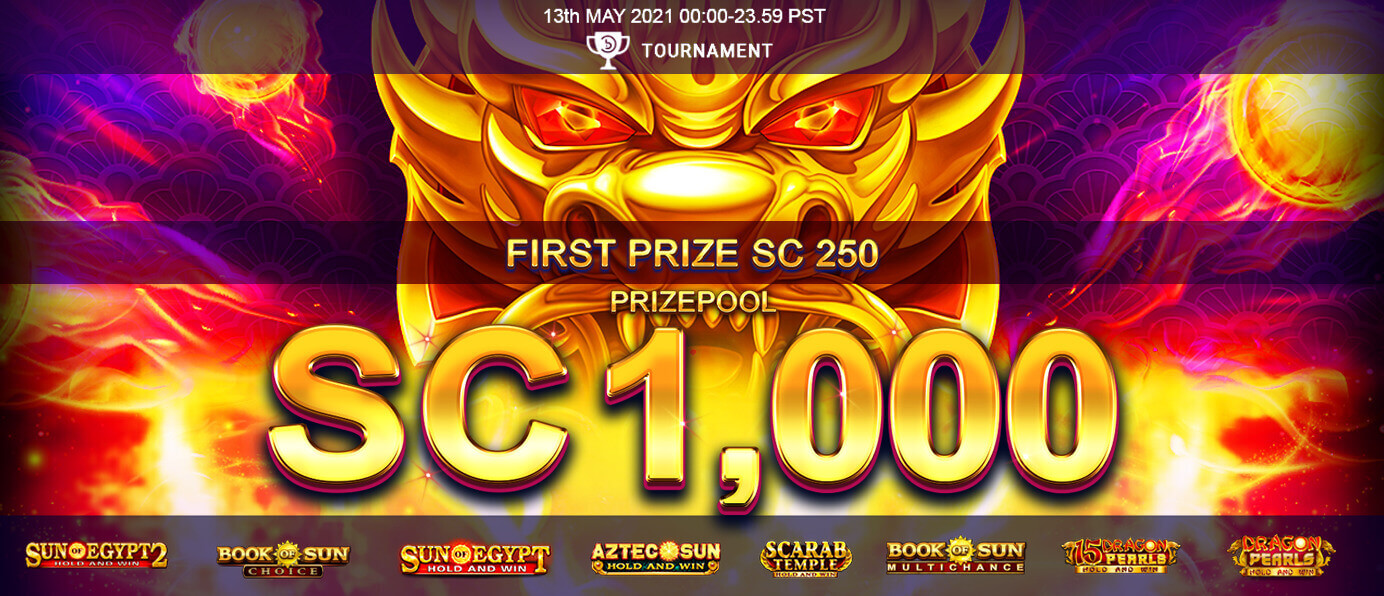 13th MAY 2021 00:00-23.59 PST
TOURNAMENT
FIRST PRIZE SC 250
PRIZEPOOL
SC 1,000
SUN OF EGYPT 2
HOLD AND WIN
BOOK OF SUN
CHOICE
SUN OF EGYPT
HOLD AND WIN
AZTEC SUN
HOLD AND WIN
SCARAB
TEMPLE
HOLD AND WIN
BOOK OF SUN
MULTICHANCE
15 DRAGON
PEARLS
HOLD AND WIN
DRAGON
PEARLS
HOLD AND WIN